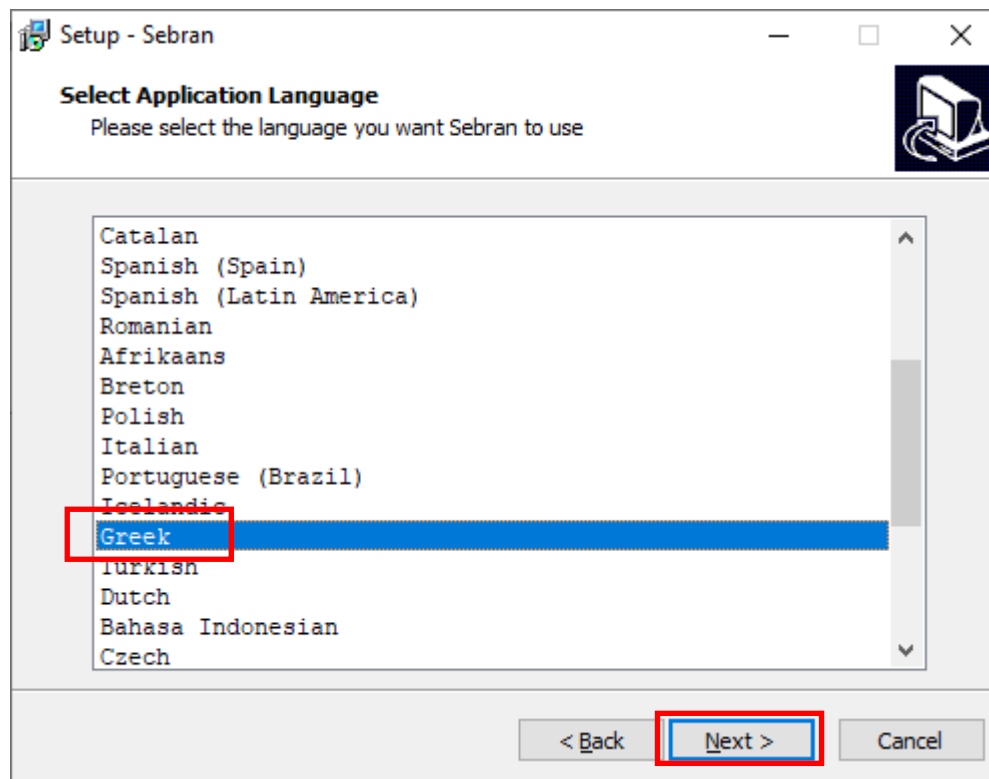 Setup - Sebran
Select Application Language
Please select the language you want Sebran to use
Catalan
Spanish (Spain)
Spanish (Latin America)
Romanian
Afrikaans
Breton
Polish
Italian
Portuguese (Brazil)
Icelandic
Greek
Turkish
Dutch
Bahasa Indonesian
Czech
< Back
Next >
Cancel